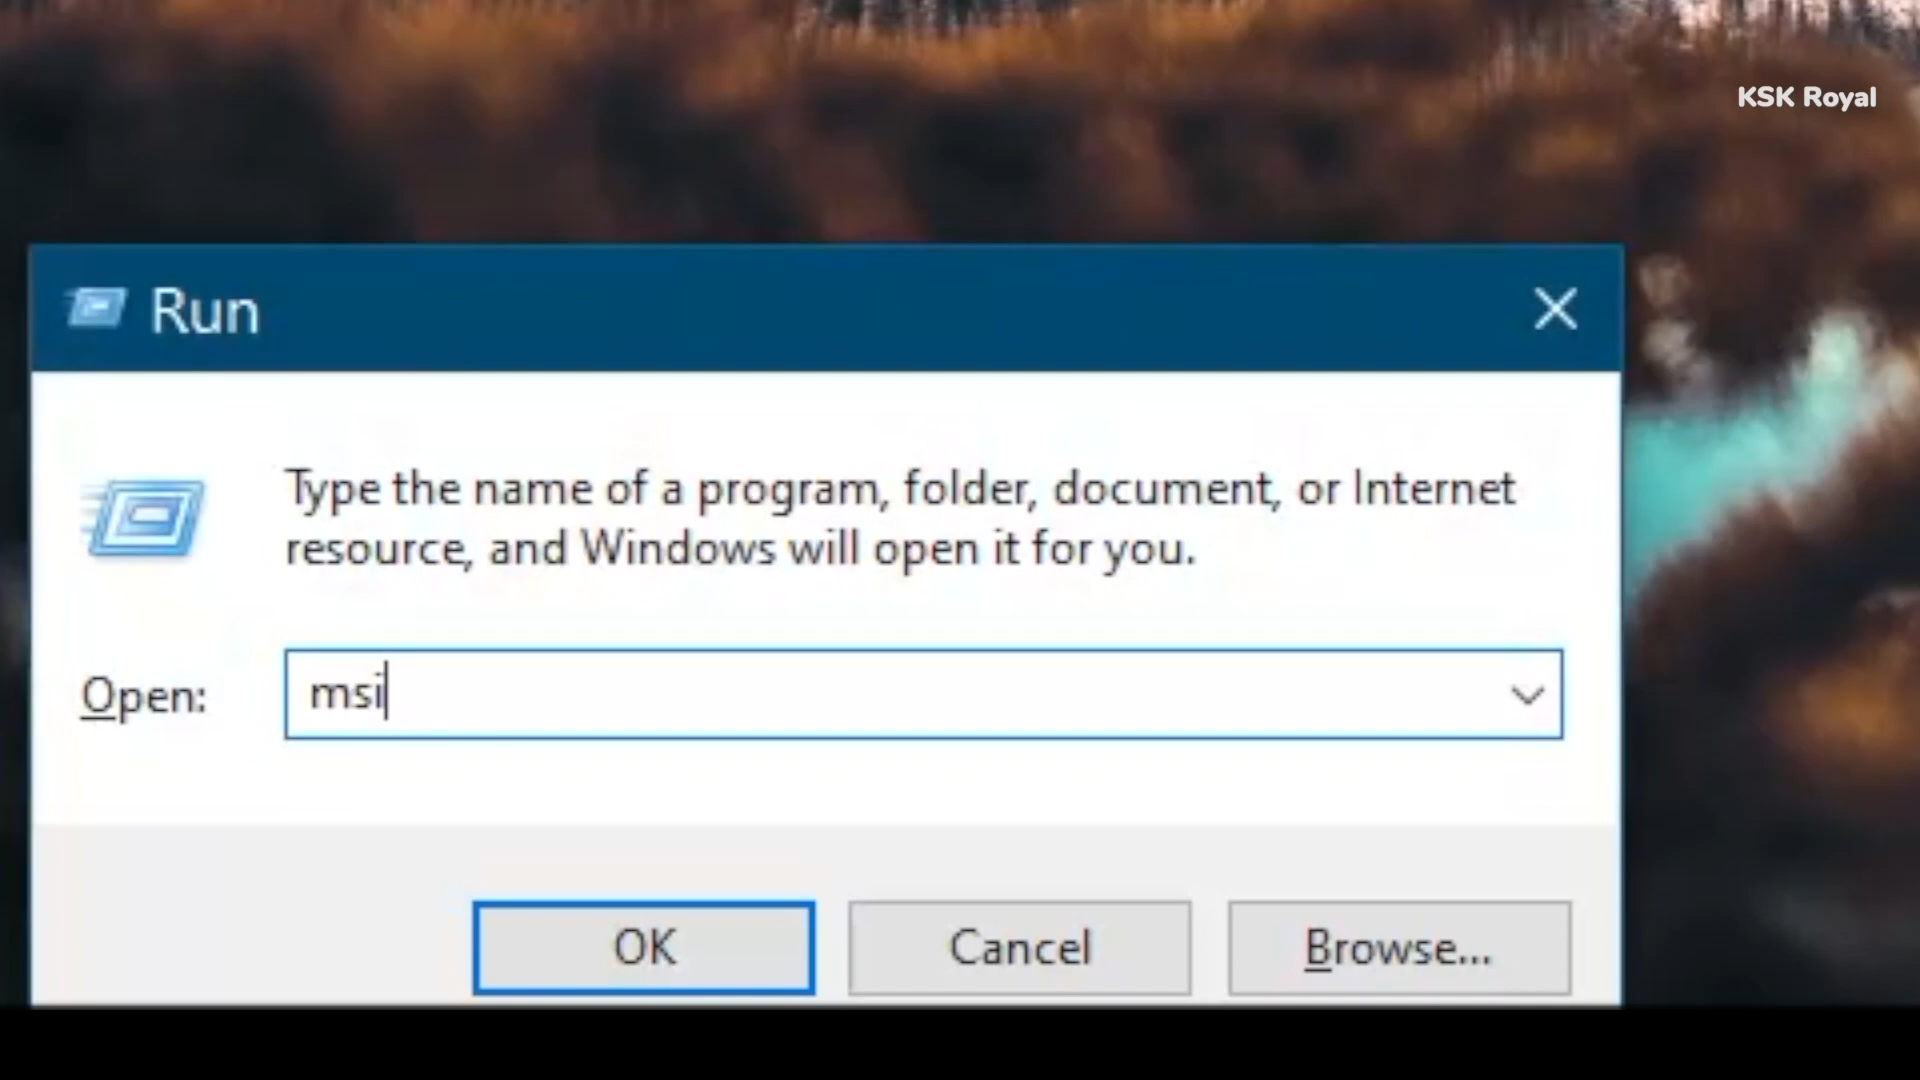 KSK Royal
Run
Type the name of a program, folder, document, or Internet
resource, and Windows will open it for you.
Open:
msi
OK
Cancel
Browse...